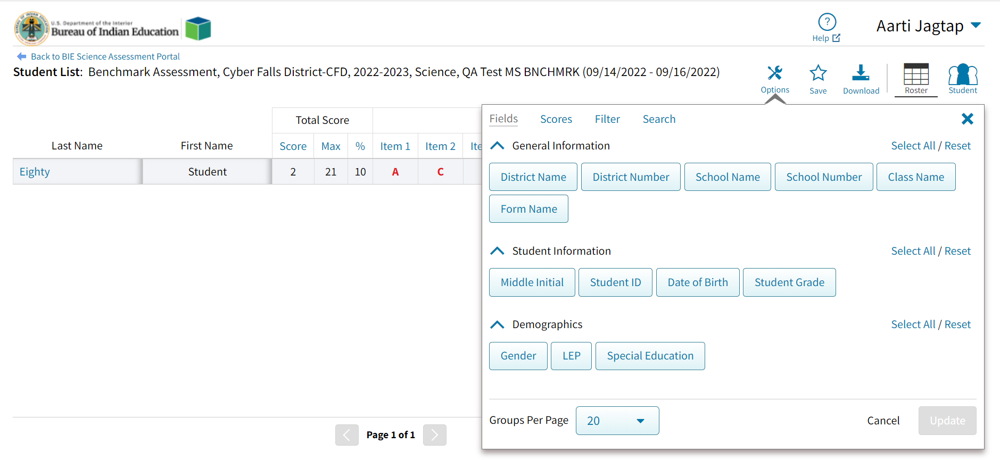 U.S. Department of the Interior
Bureau of Indian Education
?
Help
Aarti Jagtap
Back to BIE Science Assessment Portal
Student List: Benchmark Assessment, Cyber Falls District-CFD, 2022-2023, Science, QA Test MS BNCHMRK (09/14/2022 - 09/16/2022)
Options Save Download Roster Student
Total Score
Last Name First Name Score Max % Item 1 Item 2 Ite
Eighty Student 2 21 10 A C
Page 1 of 1
Fields Scores Filter Search
General Information Select All / Reset
District Name District Number School Name School Number Class Name
Form Name
Student Information Select All / Reset
Middle Initial Student ID Date of Birth Student Grade
Demographics Select All / Reset
Gender LEP Special Education
Groups Per Page 20 Cancel Update